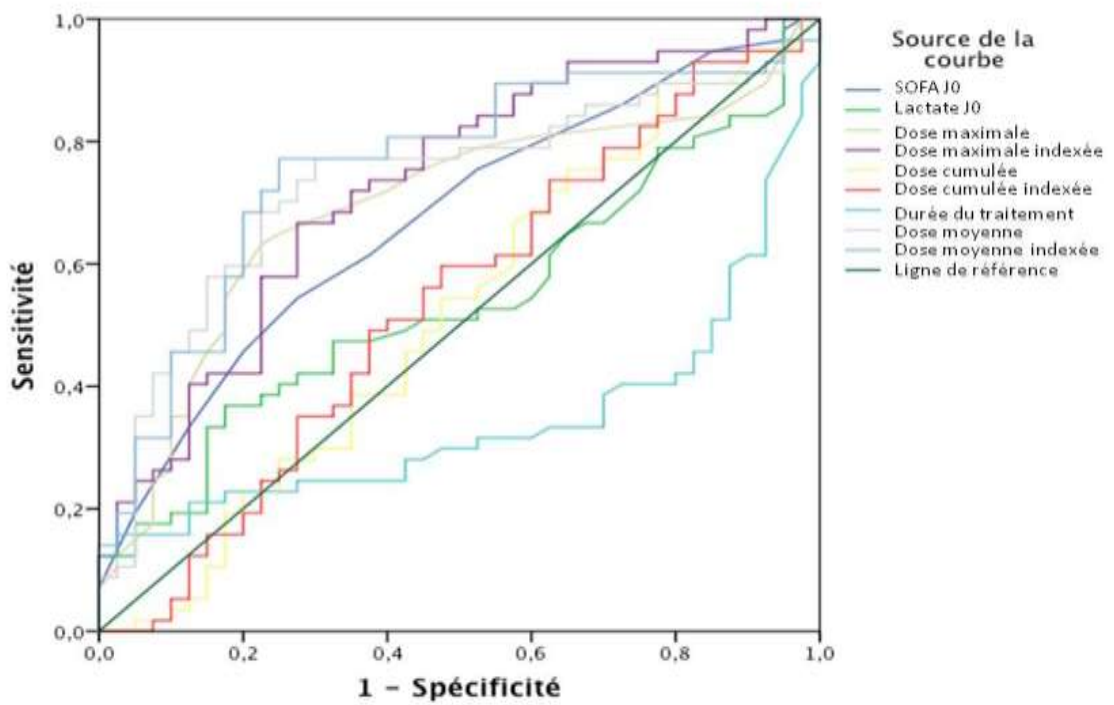 1,0
0,8
0,6
0,4
0,2
0,0
Sensitivité
0,0 0,2 0,4 0,6 0,8 1,0
1 - Spécificité
Source de la
courbe
SOFA J0
Lactate J0
Dose maximale
Dose maximale indexée
Dose cumulée
Dose cumulée indexée
Durée du traitement
Dose moyenne
Dose moyenne indexée
Ligne de référence